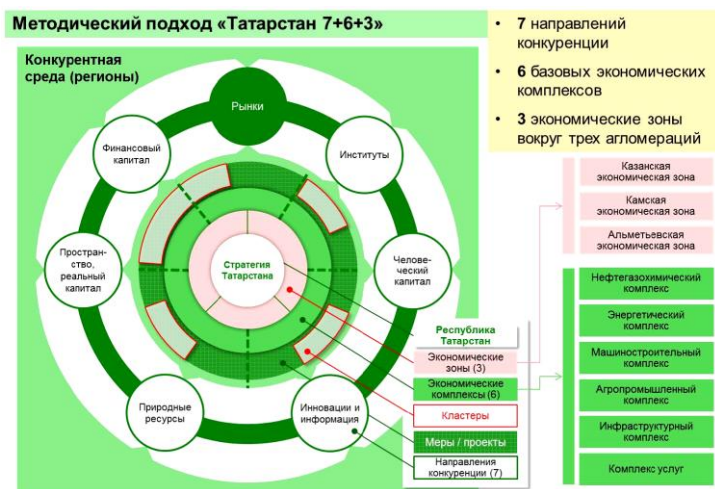 Методический подход «Татарстан 7+6+3»
• 7 направлений
конкуренции
• 6 базовых экономических
комплексов
• 3 экономические зоны
вокруг трех агломераций
Конкурентная
среда (регионы)
Рынки
Финансовый
капитал
Институты
Простран-
ство,
реальный
капитал
Стратегия
Татарстана
Челове-
ческий
капитал
Природные
ресурсы
Инновации и
информация
Республика
Татарстан
Экономические
зоны (3)
Экономические
комплексы (6)
Кластеры
Меры / проекты
Направления
конкуренции (7)
Казанская
экономическая зона
Камская
экономическая зона
Альметьевская
экономическая зона
Нефтегазохимический
комплекс
Энергетический
комплекс
Машиностроительный
комплекс
Агропромышленный
комплекс
Инфраструктурный
комплекс
Комплекс услуг